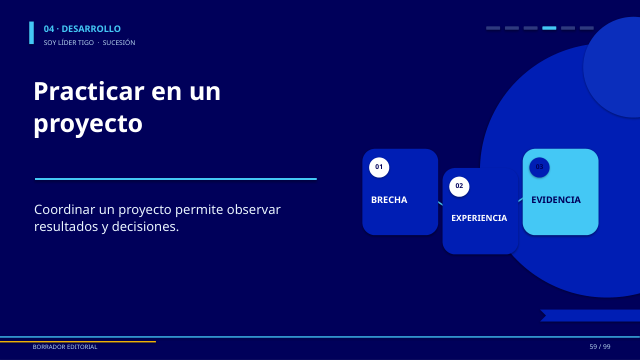 04 · DESARROLLO
SOY LÍDER TIGO · SUCESIÓN
Practicar en un
proyecto
Coordinar un proyecto permite observar
resultados y decisiones.
01
BRECHA
02
EXPERIENCIA
03
EVIDENCIA
BORRADOR EDITORIAL
59 / 99